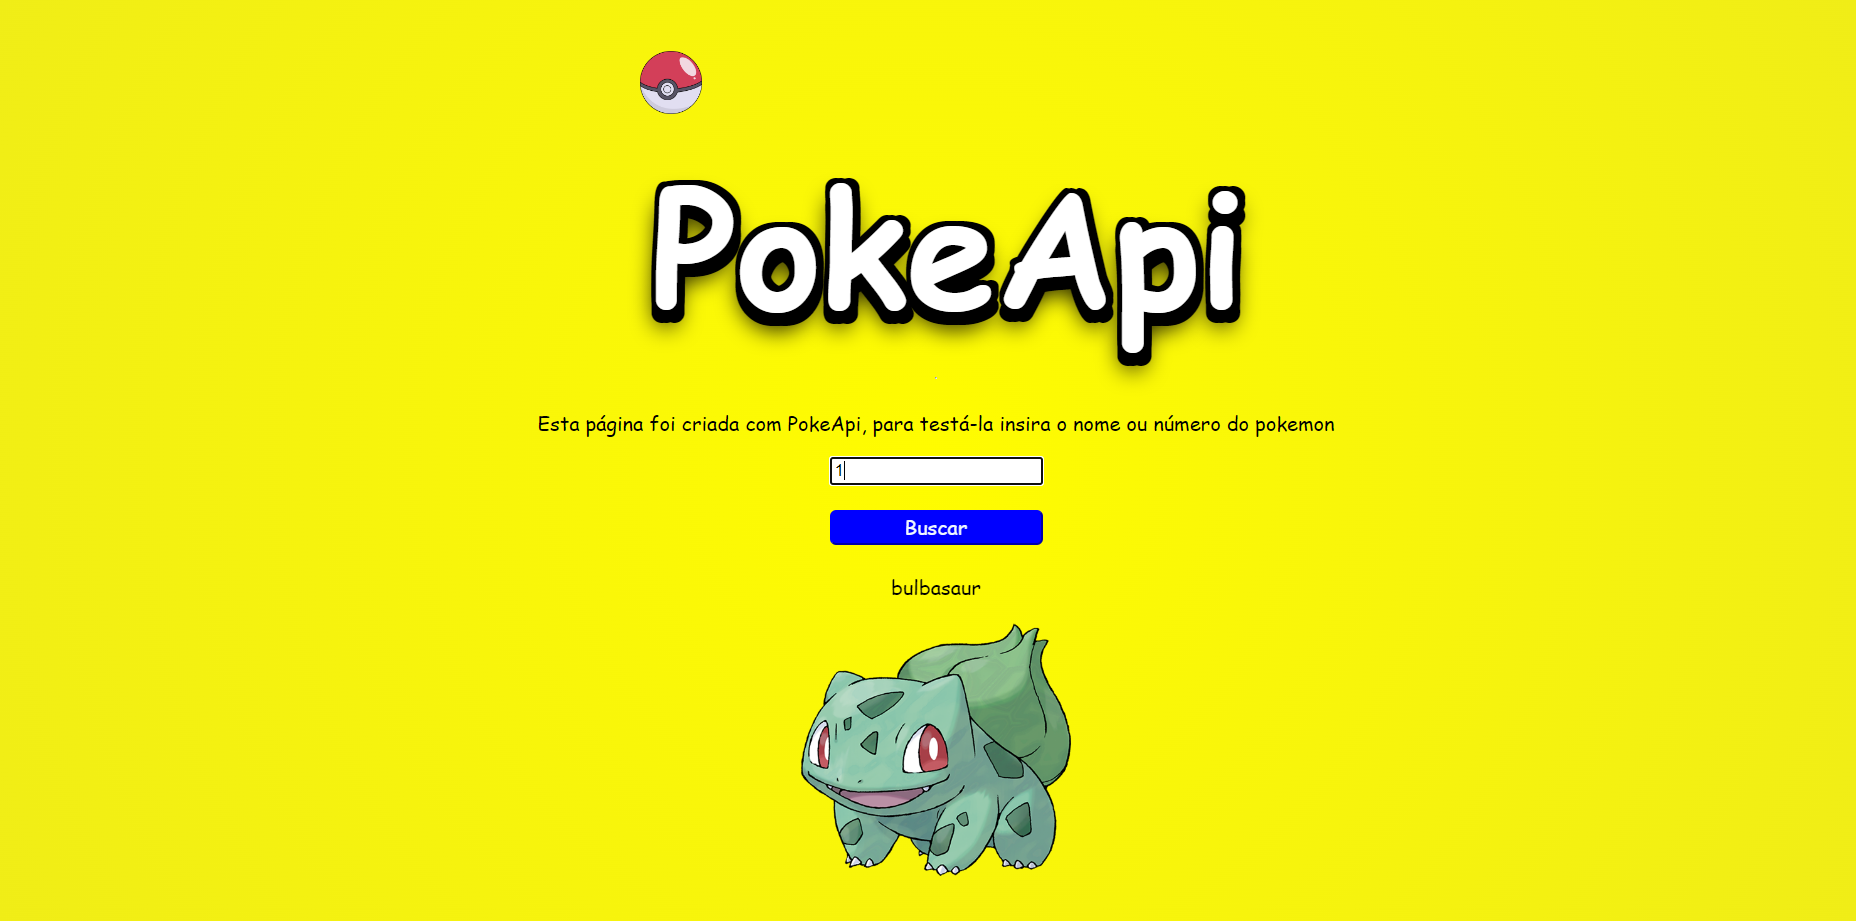 PokeApi
Esta página foi criada com PokeApi, para testá-la insira o nome ou número do pokemon
1
Buscar
bulbasaur